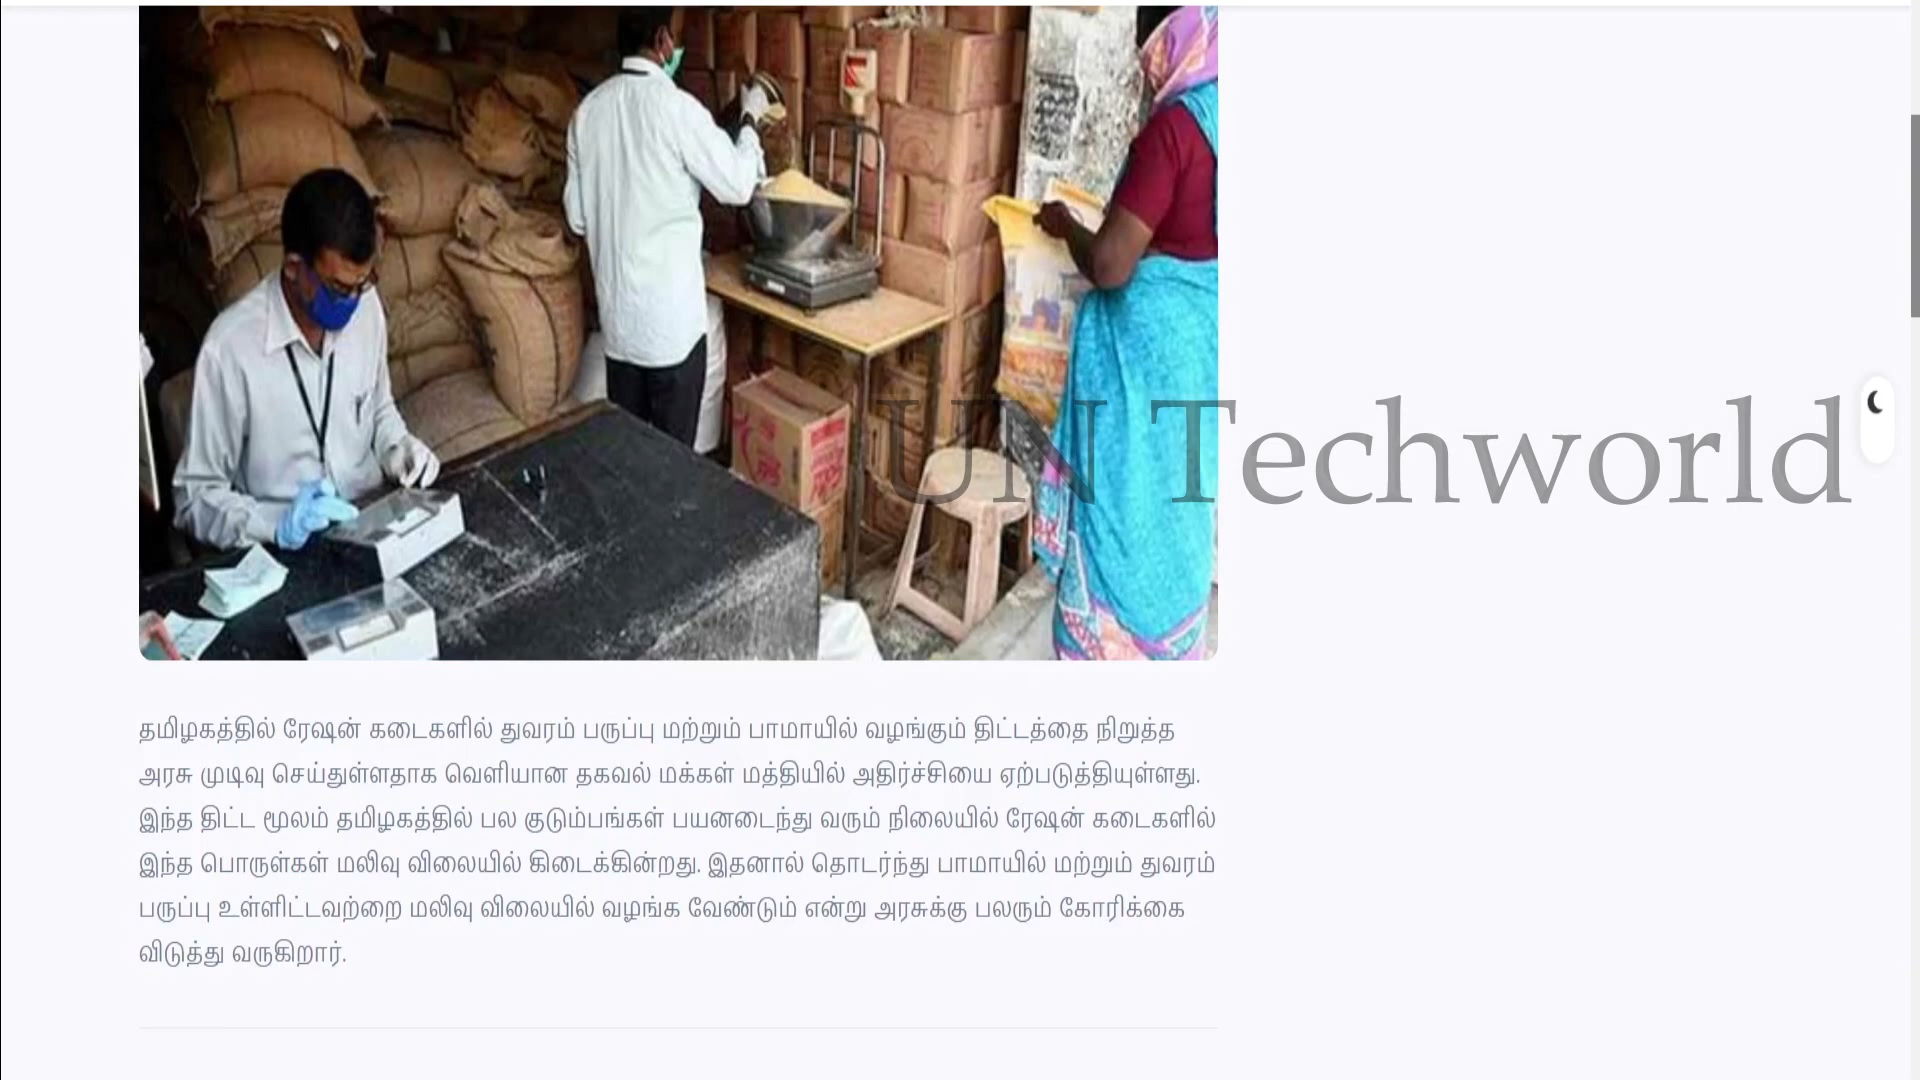 UN Techworld
தமிழகத்தில் ரேஷன் கடைகளில் துவரம் பருப்பு மற்றும் பாமாயில் வழங்கும் திட்டத்தை நிறுத்த
அரசு முடிவு செய்துள்ளதாக வெளியான தகவல் மக்கள் மத்தியில் அதிர்ச்சியை ஏற்படுத்தியுள்ளது.
இந்த திட்ட மூலம் தமிழகத்தில் பல குடும்பங்கள் பயனடைந்து வரும் நிலையில் ரேஷன் கடைகளில்
இந்த பொருள்கள் மலிவு விலையில் கிடைக்கின்றது. இதனால் தொடர்ந்து பாமாயில் மற்றும் துவரம்
பருப்பு உள்ளிட்டவற்றை மலிவு விலையில் வழங்க வேண்டும் என்று அரசுக்கு பலரும் கோரிக்கை
விடுத்து வருகிறார்.